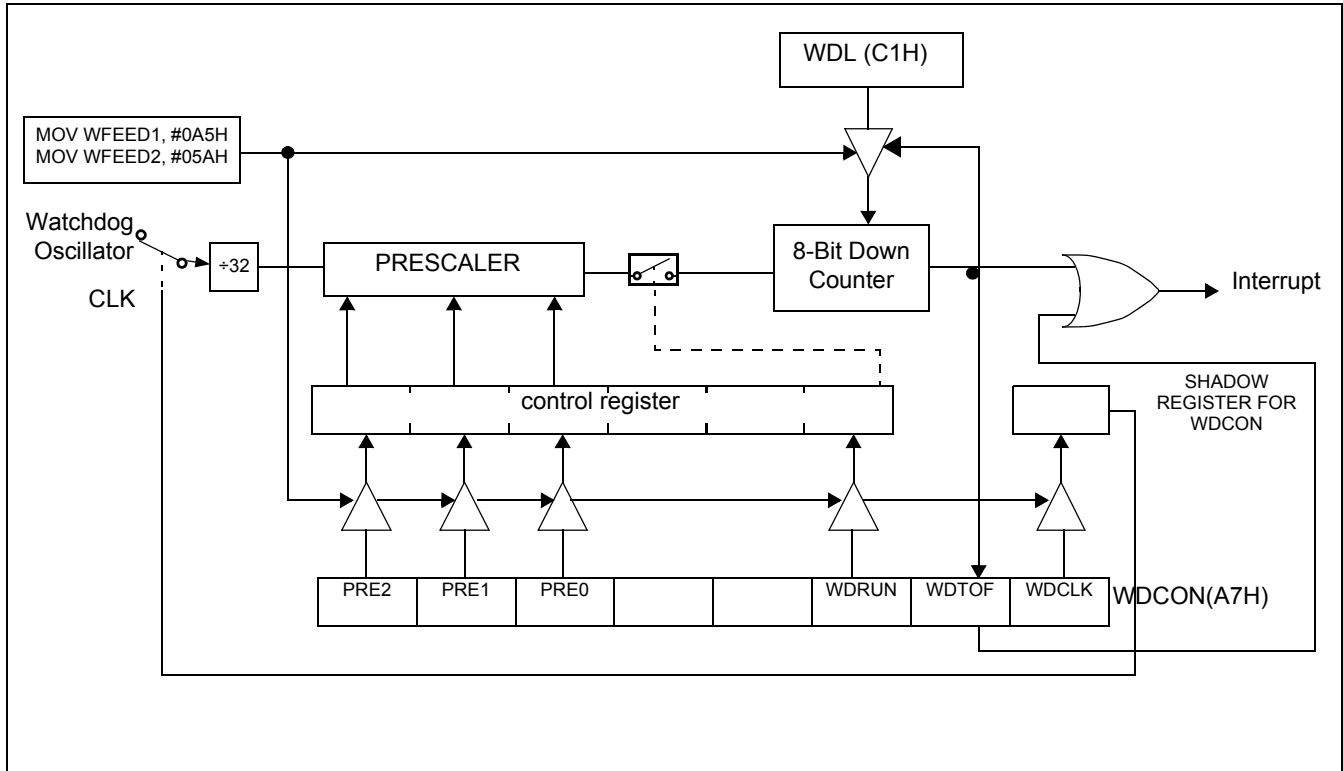 WDL (C1H)
MOV WFEED1, #0A5H
MOV WFEED2, #05AH
Watchdog
Oscillator
÷32
PRESCALER
8-Bit Down
Counter
Interrupt
CLK
control register
SHADOW
REGISTER FOR
WDCON
PRE2 PRE1 PRE0 WDRUN WDTOF WDCLK WDCON(A7H)